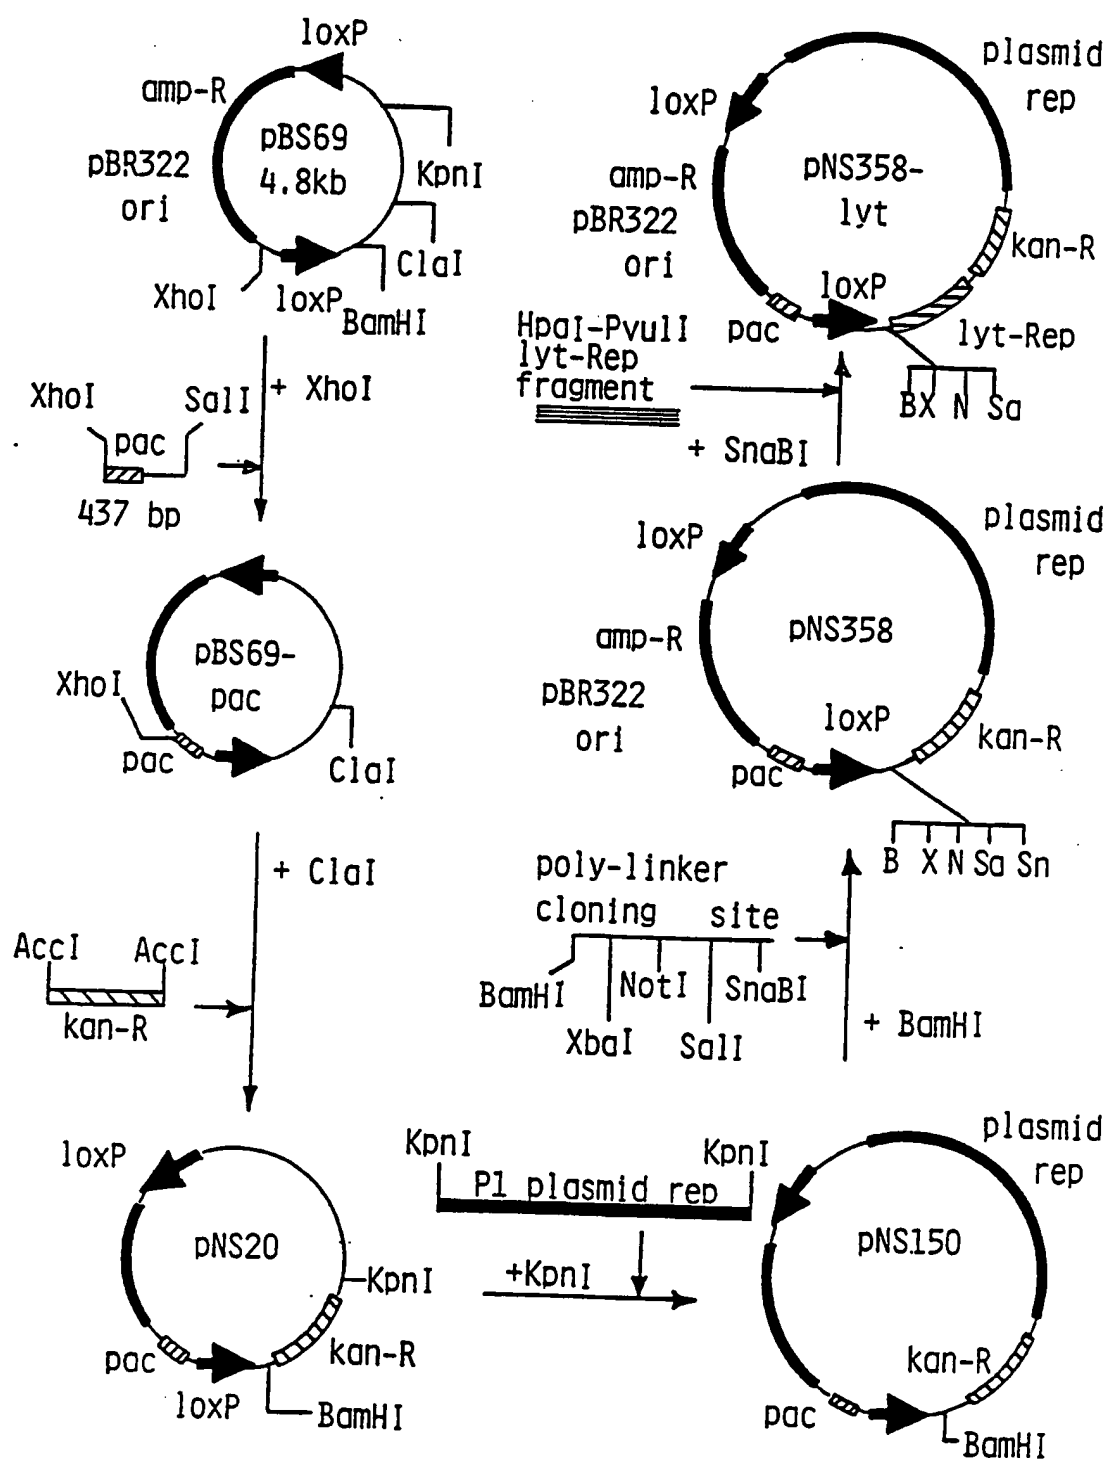 loxP
amp-R
pBS69
4.8kb
pBR322
ori
KpnI
ClaI
XhoI
loxP
BamHI
+ XhoI
XhoI
SalI
pac
437 bp
pBS69-
pac
XhoI
pac
ClaI
+ ClaI
AccI
AccI
kan-R
loxP
pNS20
KpnI
pac
kan-R
loxP
BamHI
KpnI
KpnI
P1 plasmid rep
+KpnI
plasmid
rep
pNS150
kan-R
pac
BamHI
poly-linker
cloning site
BamHI
NotI
SnaBI
XbaI
SalI
+ BamHI
plasmid
rep
loxP
pNS358
amp-R
pBR322
ori
loxP
kan-R
pac
B X N Sa Sn
HpaI-PvuII
lyt-Rep
fragment
+ SnaBI
plasmid
rep
loxP
pNS358-
lyt
amp-R
pBR322
ori
kan-R
loxP
pac
lyt-Rep
BX N Sa